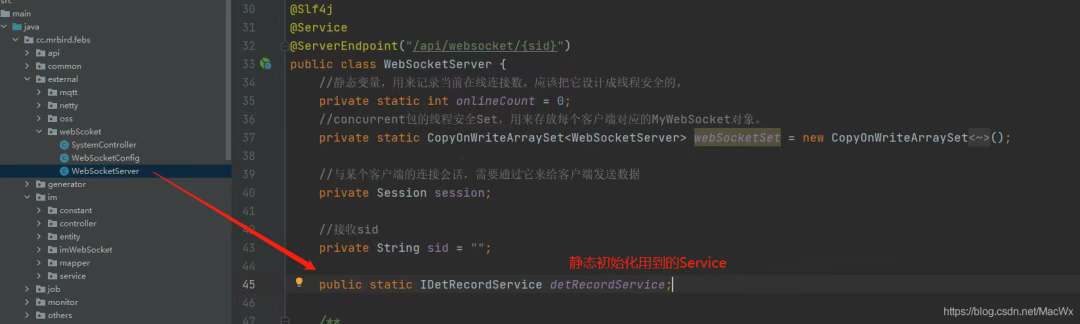 src
main
java
cc.mrbird.febs
api
common
external
mqtt
netty
oss
webScoket
SystemController
WebSocketConfig
WebSocketServer
generator
im
constant
controller
entity
imWebSocket
mapper
service
job
monitor
others
30 @Slf4j
31 @Service
32 @ServerEndpoint("/api/websocket/{sid}")
33 public class WebSocketServer {
34 //静态变量，用来记录当前在线连接数。应该把它设计成线程安全的。
35 private static int onlineCount = 0;
36 //concurrent包的线程安全Set，用来存放每个客户端对应的MyWebSocket对象。
37 private static CopyOnWriteArraySet<WebSocketServer> webSocketSet = new CopyOnWriteArraySet<~>();
38
39 //与某个客户端的连接会话，需要通过它来给客户端发送数据
40 private Session session;
41
42 //接收sid
43 private String sid = "";
44
静态初始化用到的Service
45 public static IDetRecordService detRecordService;
46
47 /**
https://blog.csdn.net/MacWx